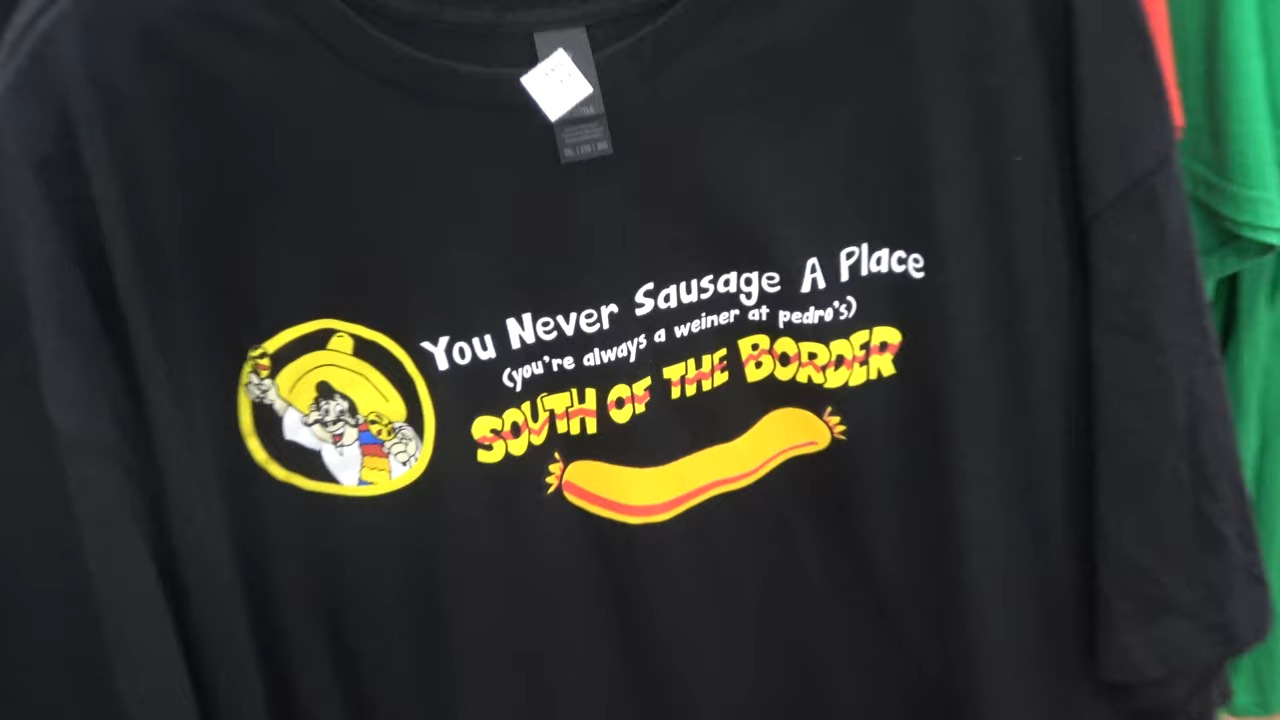 You Never Sausage A Place
(you're always a weiner at pedro's)
SOUTH OF THE BORDER